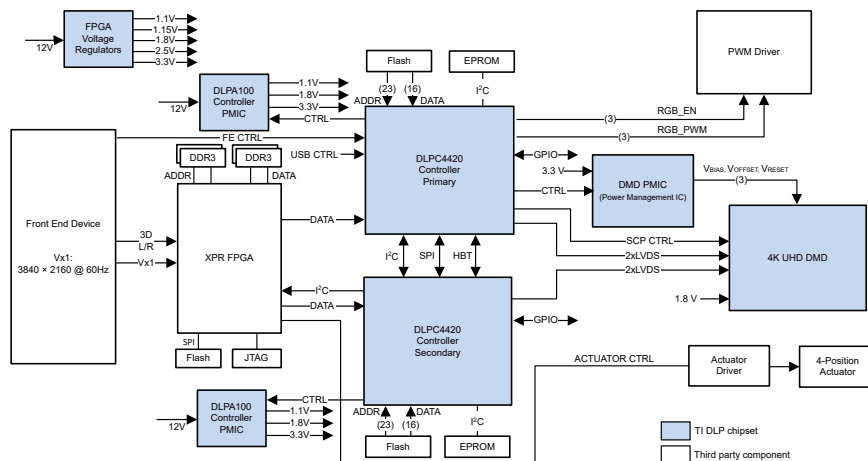 FPGA
Voltage
Regulators
12V
1.1V
1.15V
1.8V
2.5V
3.3V
DLPA100
Controller
PMIC
12V
1.1V
1.8V
3.3V
CTRL
Flash
(23)
(16)
ADDR
DATA
EPROM
I²C
PWM Driver
RGB_EN
(3)
RGB_PWM
(3)
FE CTRL
USB CTRL
DLPC4420
Controller
Primary
GPIO
3.3 V
CTRL
DMD PMIC
(Power Management IC)
VBIAS, VOFFSET, VRESET
(3)
DDR3
DDR3
ADDR
DATA
Front End Device
Vx1:
3840 × 2160 @ 60Hz
3D
L/R
Vx1
XPR FPGA
DATA
I²C
SPI
HBT
SCP CTRL
2xLVDS
2xLVDS
4K UHD DMD
1.8 V
I²C
DATA
DLPC4420
Controller
Secondary
GPIO
SPI
Flash
JTAG
ACTUATOR CTRL
Actuator
Driver
4-Position
Actuator
DLPA100
Controller
PMIC
12V
CTRL
1.1V
1.8V
3.3V
ADDR
DATA
(23)
(16)
Flash
I²C
EPROM
TI DLP chipset
Third party component